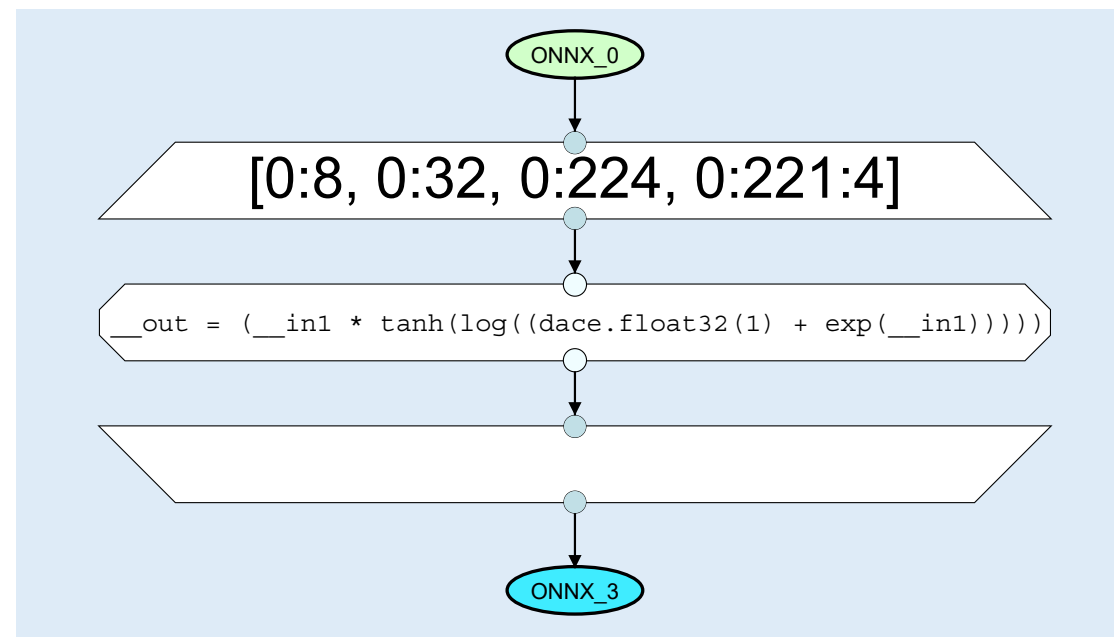 ONNX_0
[0:8, 0:32, 0:224, 0:221:4]
__out = (__in1 * tanh(log((dace.float32(1) + exp(__in1)))))
ONNX_3